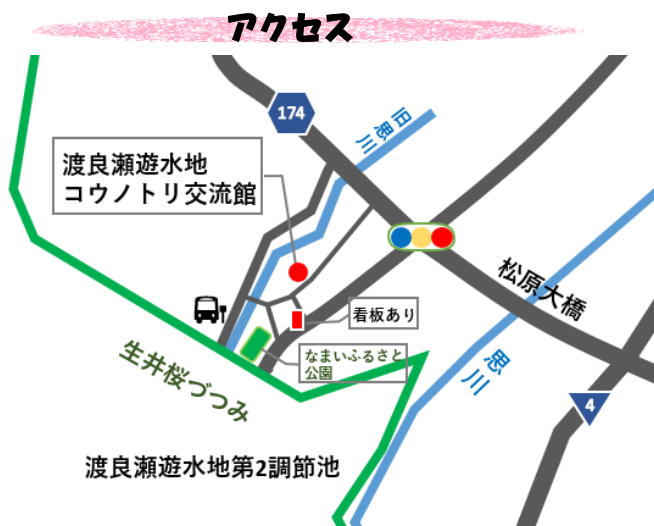 アクセス
174
旧思川
渡良瀬遊水地
コウノトリ交流館
松原大橋
看板あり
なまいふるさと
公園
思川
4
生井桜づつみ
渡良瀬遊水地第2調節池